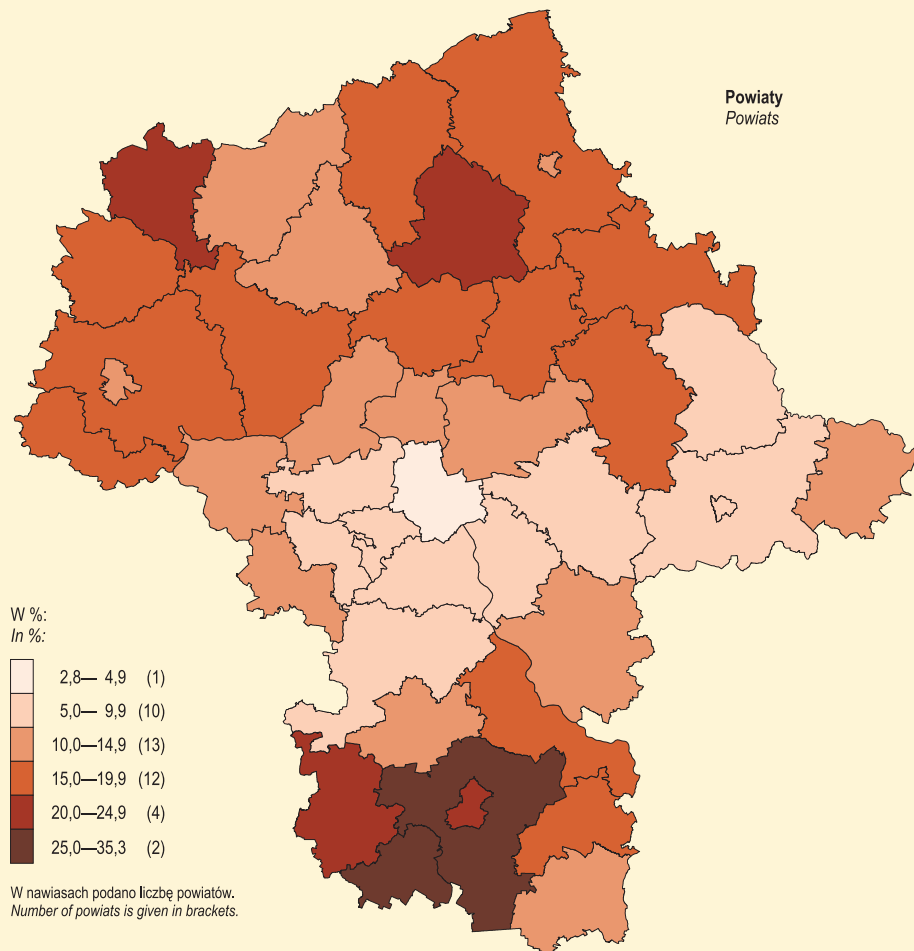 Powiaty
Powiats
W %:
In %:
2,8— 4,9 (1)
5,0— 9,9 (10)
10,0—14,9 (13)
15,0—19,9 (12)
20,0—24,9 (4)
25,0—35,3 (2)
W nawiasach podano liczbę powiatów.
Number of powiats is given in brackets.